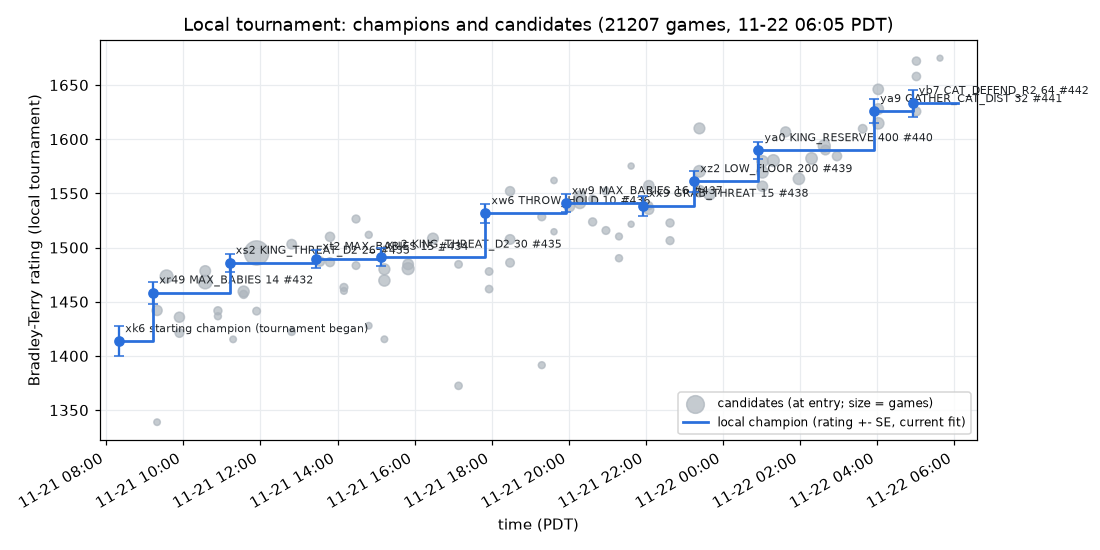 Local tournament: champions and candidates (21207 games, 11-22 06:05 PDT)
Bradley-Terry rating (local tournament)
1650
1600
1550
1500
1450
1400
1350
yb7 CAT_DEFEND_R2 64 #442
ya9 GATHER_CAT_DIST 32 #441
ya0 KING_RESERVE 400 #440
xz2 LOW_FLOOR 200 #439
GRAB_THREAT 15 #438
xw9 MAX_BABIES 16 #437
xw6 THROW_HOLD 10 #436
KING_THREAT_D2 30 #435
xs2 KING_THREAT_D2 26 #433
xr49 MAX_BABIES 14 #432
xk6 starting champion (tournament began)
candidates (at entry; size = games)
local champion (rating +- SE, current fit)
11-21 08:00
11-21 10:00
11-21 12:00
11-21 14:00
11-21 16:00
11-21 18:00
11-21 20:00
11-21 22:00
11-22 00:00
11-22 02:00
11-22 04:00
11-22 06:00
time (PDT)